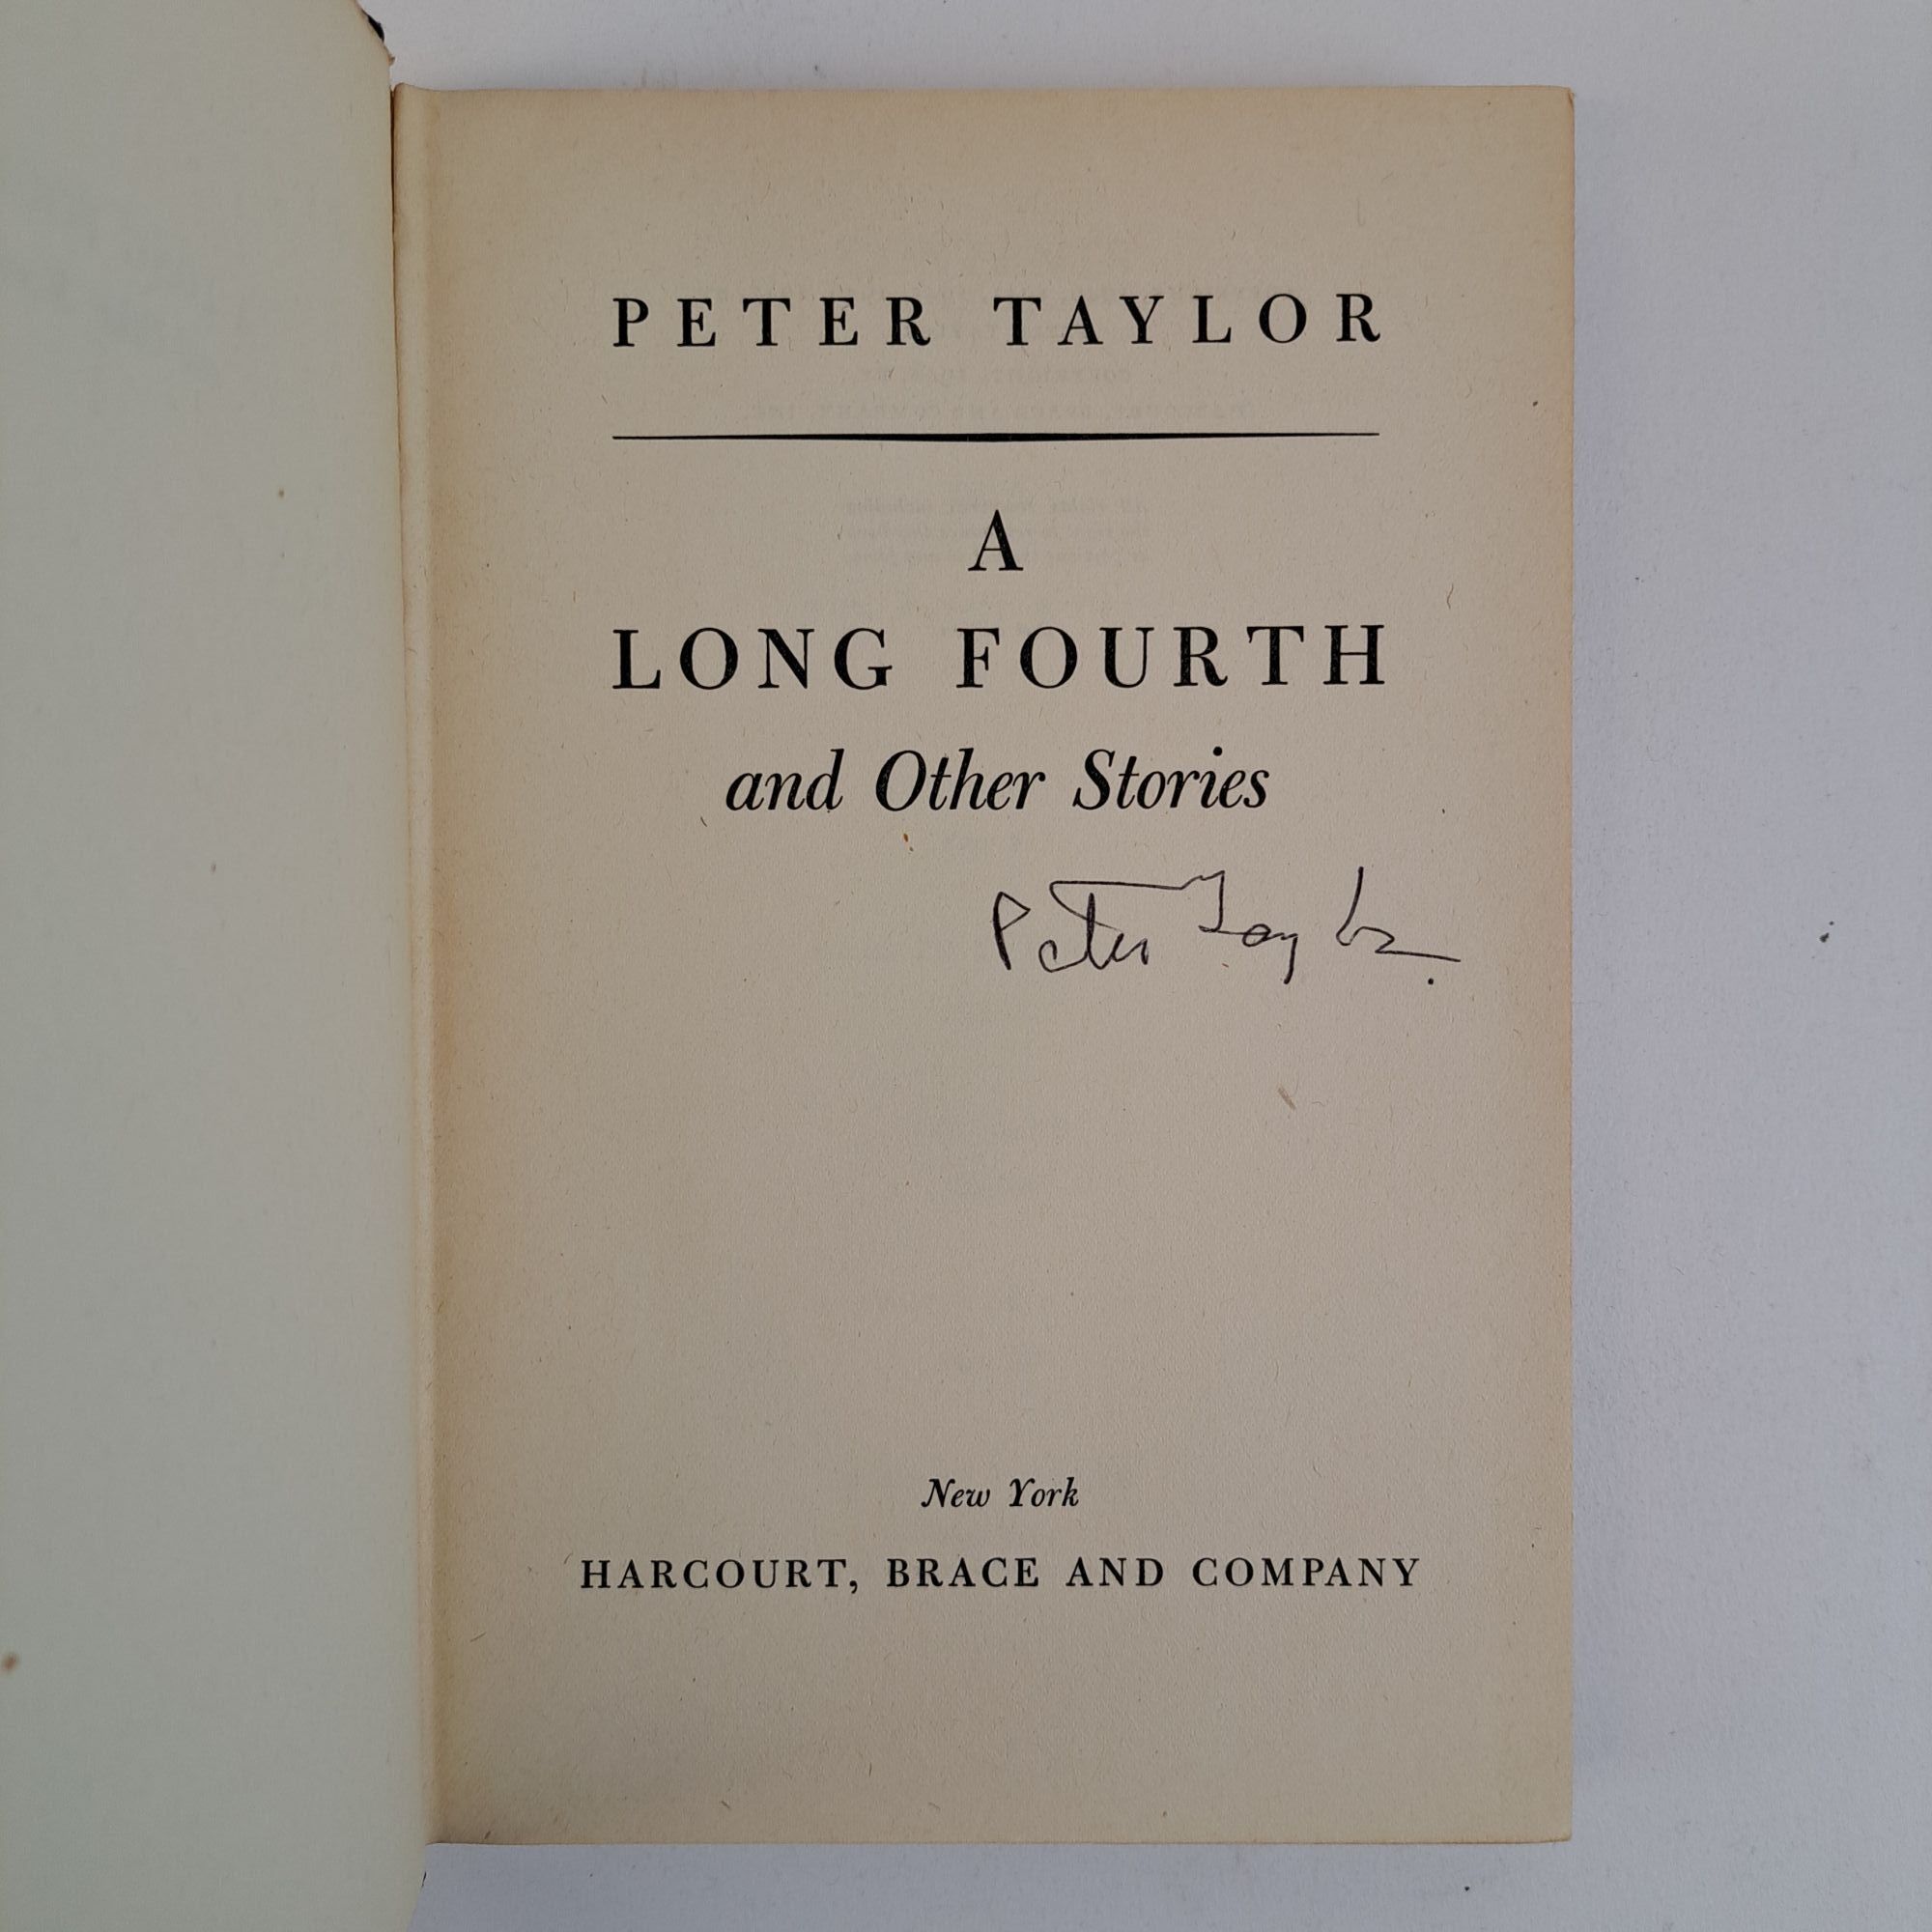 PETER TAYLOR
A
LONG FOURTH
and Other Stories
Peter Taylor.
New York
HARCOURT, BRACE AND COMPANY